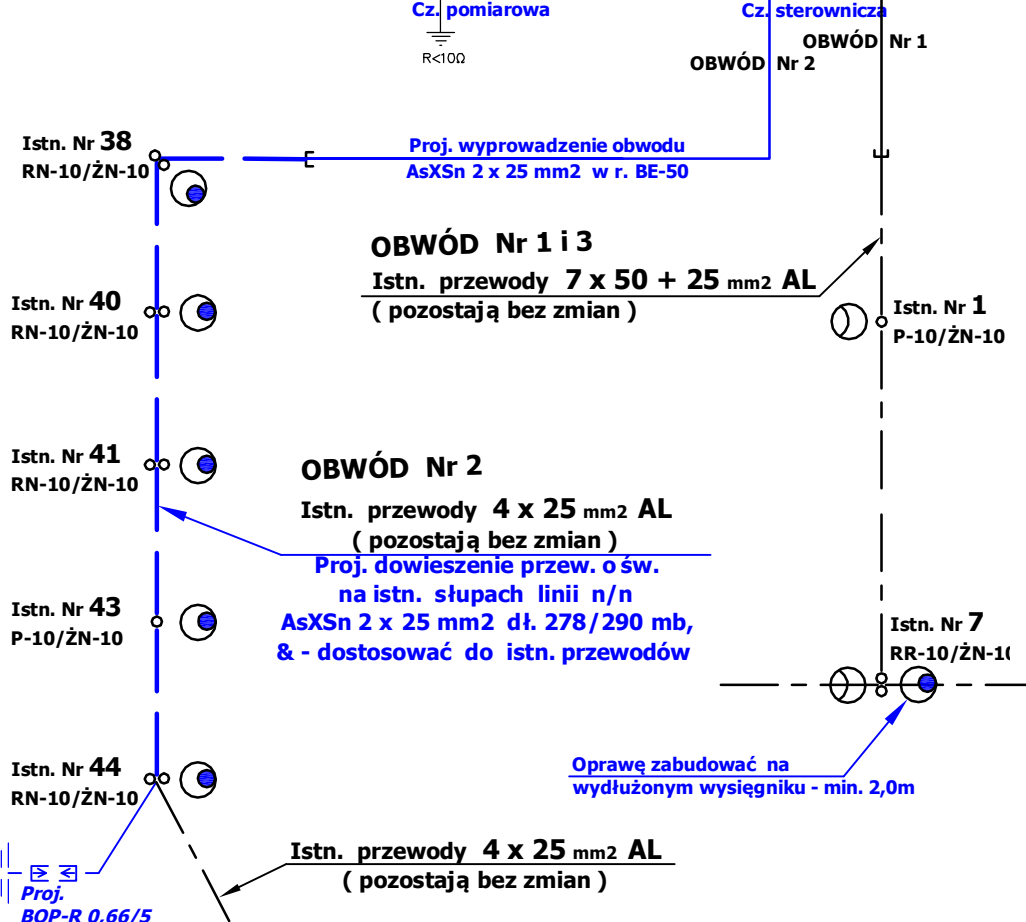 Cz. pomiarowa
Cz. sterownicza
R<10Ω
OBWÓD Nr 1
OBWÓD Nr 2
Istn. Nr 38
RN-10/ŻN-10
Proj. wyprowadzenie obwodu
AsXSn 2 x 25 mm2 w r. BE-50
OBWÓD Nr 1 i 3
Istn. przewody 7 x 50 + 25 mm2 AL
( pozostają bez zmian )
Istn. Nr 40
RN-10/ŻN-10
Istn. Nr 1
P-10/ŻN-10
Istn. Nr 41
RN-10/ŻN-10
OBWÓD Nr 2
Istn. przewody 4 x 25 mm2 AL
( pozostają bez zmian )
Proj. dowieszenie przew. ośw.
na istn. słupach linii n/n
AsXSn 2 x 25 mm2 dł. 278/290 mb,
& - dostosować do istn. przewodów
Istn. Nr 43
P-10/ŻN-10
Istn. Nr 7
RR-10/ŻN-10
Istn. Nr 44
RN-10/ŻN-10
Oprawę zabudować na
wydłużonym wysięgniku - min. 2,0m
Istn. przewody 4 x 25 mm2 AL
( pozostają bez zmian )
Proj.
BOP-R 0,66/5